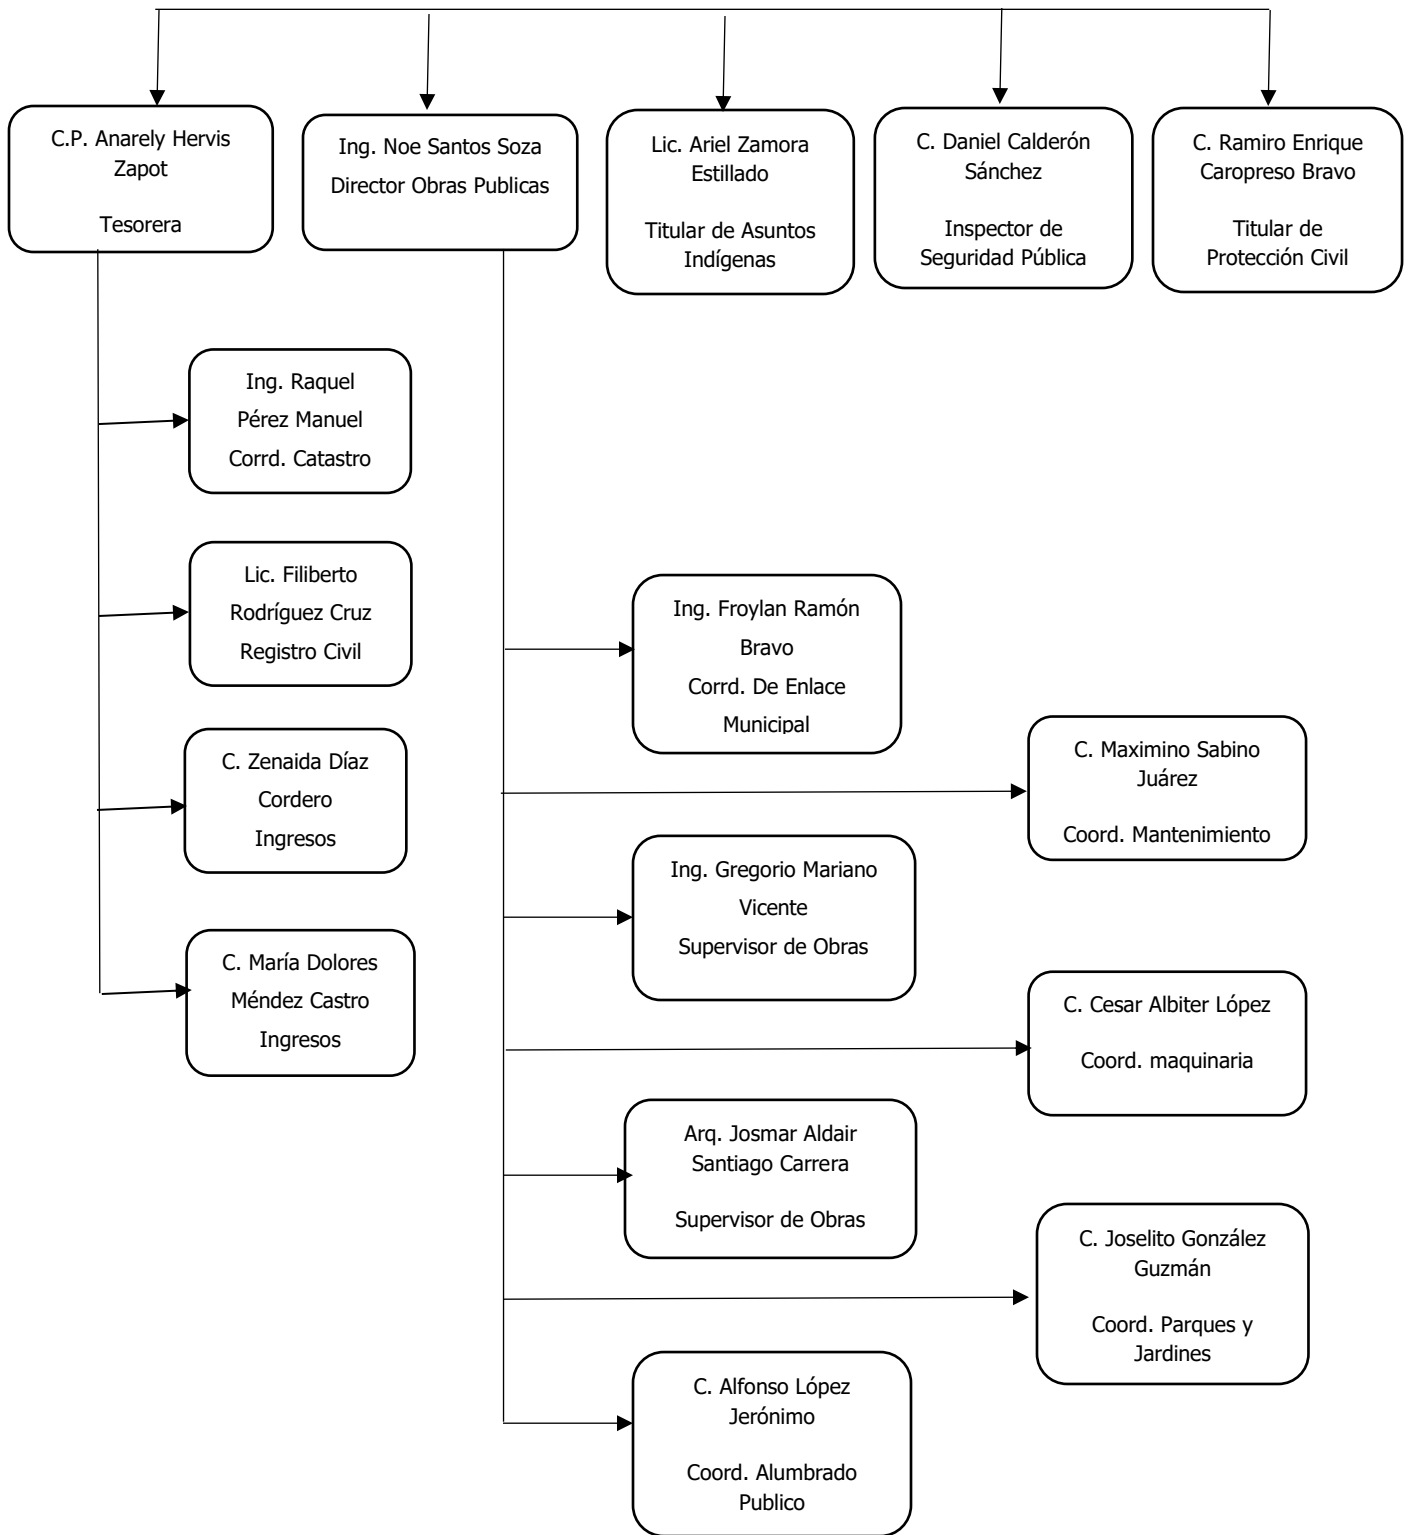 C.P. Anarely Hervis
Zapot
Tesorera
Ing. Noe Santos Soza
Director Obras Publicas
Lic. Ariel Zamora
Estillado
Titular de Asuntos
Indígenas
C. Daniel Calderón
Sánchez
Inspector de
Seguridad Pública
C. Ramiro Enrique
Caropreso Bravo
Titular de
Protección Civil
Ing. Raquel
Pérez Manuel
Corrd. Catastro
Lic. Filiberto
Rodríguez Cruz
Registro Civil
C. Zenaida Díaz
Cordero
Ingresos
C. María Dolores
Méndez Castro
Ingresos
Ing. Froylan Ramón
Bravo
Corrd. De Enlace
Municipal
C. Maximino Sabino
Juárez
Coord. Mantenimiento
Ing. Gregorio Mariano
Vicente
Supervisor de Obras
C. Cesar Albiter López
Coord. maquinaria
Arq. Josmar Aldair
Santiago Carrera
Supervisor de Obras
C. Joselito González
Guzmán
Coord. Parques y
Jardines
C. Alfonso López
Jerónimo
Coord. Alumbrado
Publico